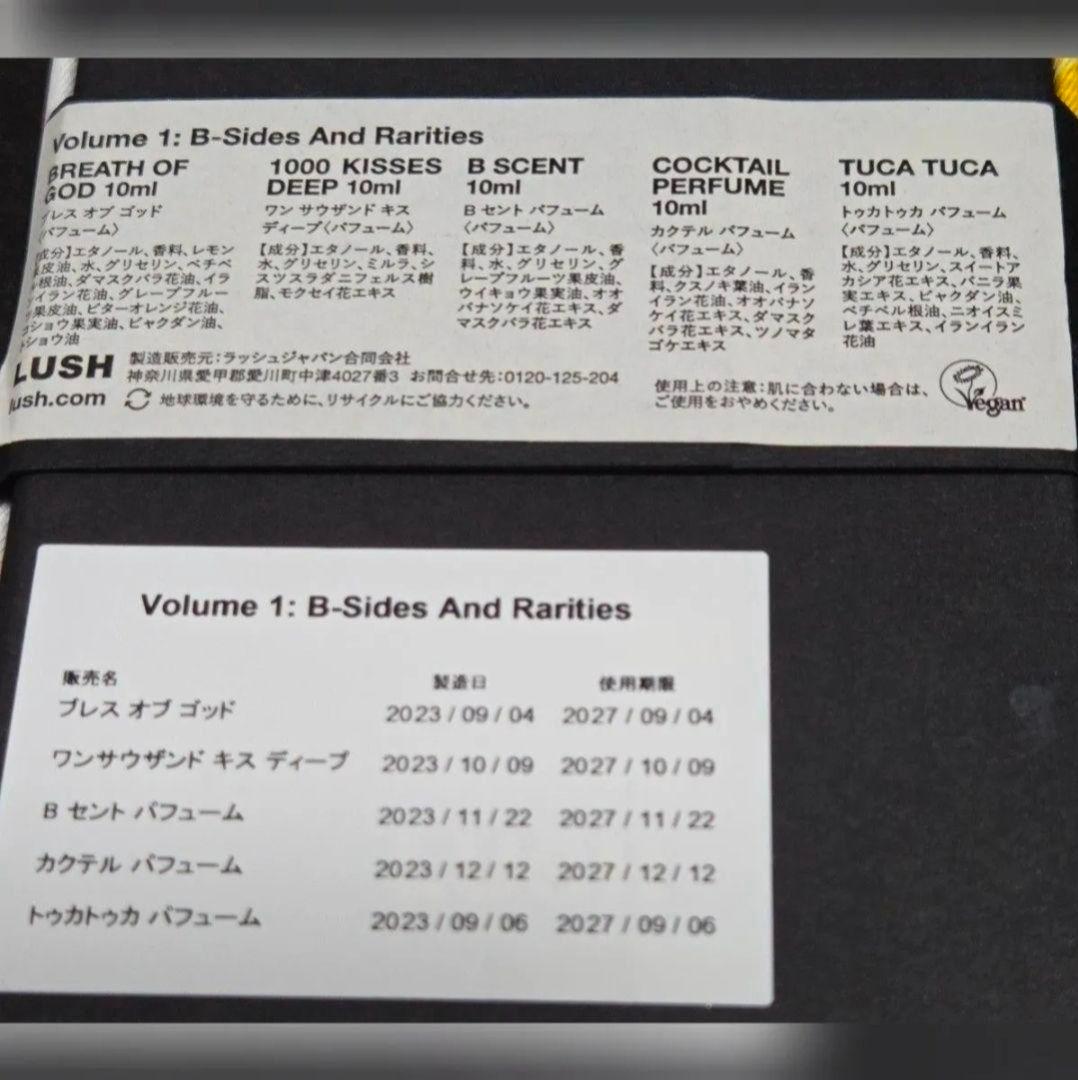 Volume 1: B-Sides And Rarities
BREATH OF
GOD 10ml
ブレス オブ ゴッド
〈パフューム〉
【成分】エタノール、香料、レモン
果皮油、水、グリセリン、ベチベ
ル根油、ダマスクバラ花油、イラ
ンイラン花油、グレープフルー
ツ果皮油、ビターオレンジ花油、
コショウ果実油、ビャクダン油、
ショウ油
1000 KISSES
DEEP 10ml
ワン サウザンド キス
ディープ〈パフューム〉
【成分】エタノール、香料、
水、グリセリン、ミルラ、シ
スツスラダニフェルス樹
脂、モクセイ花エキス
B SCENT
10ml
B セント パフューム
〈パフューム〉
【成分】エタノール、香
料、水、グリセリン、グ
レープフルーツ果皮油、
ウイキョウ果実油、オオ
バナソケイ花エキス、ダ
マスクバラ花エキス
COCKTAIL
PERFUME
10ml
カクテル パフューム
〈パフューム〉
【成分】エタノール、香
料、クスノキ葉油、イラン
イラン花油、オオバナソ
ケイ花エキス、ダマスク
バラ花エキス、ツノマタ
ゴケエキス
TUCA TUCA
10ml
トゥカトゥカ パフューム
〈パフューム〉
【成分】エタノール、香料、
水、グリセリン、スイートア
カシア花エキス、バニラ果
実エキス、ビャクダン油、
ベチベル根油、ニオイスミ
レ葉エキス、イランイラン
花油
LUSH
lush.com
製造販売元：ラッシュジャパン合同会社
神奈川県愛甲郡愛川町中津4027番3 お問合せ先：0120-125-204
地球環境を守るために、リサイクルにご協力ください。
使用上の注意：肌に合わない場合は、
ご使用をおやめください。
Vegan
Volume 1: B-Sides And Rarities
販売名 製造日 使用期限
ブレス オブ ゴッド 2023 / 09 / 04 2027 / 09 / 04
ワンサウザンド キス ディープ 2023 / 10 / 09 2027 / 10 / 09
B セント パフューム 2023 / 11 / 22 2027 / 11 / 22
カクテル パフューム 2023 / 12 / 12 2027 / 12 / 12
トゥカトゥカ パフューム 2023 / 09 / 06 2027 / 09 / 06